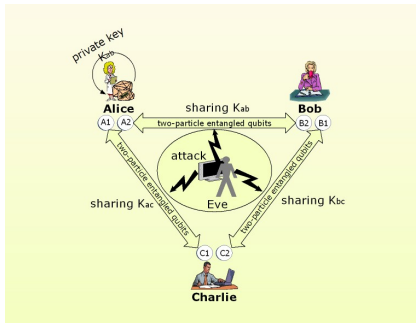 private key
sharing Kab
Alice
Bob
A1 A2
two-particle entangled qubits
B2 B1
attack
two-particle entangled qubits
two-particle entangled qubits
sharing Kac
Eve
sharing Kbc
C1 C2
Charlie